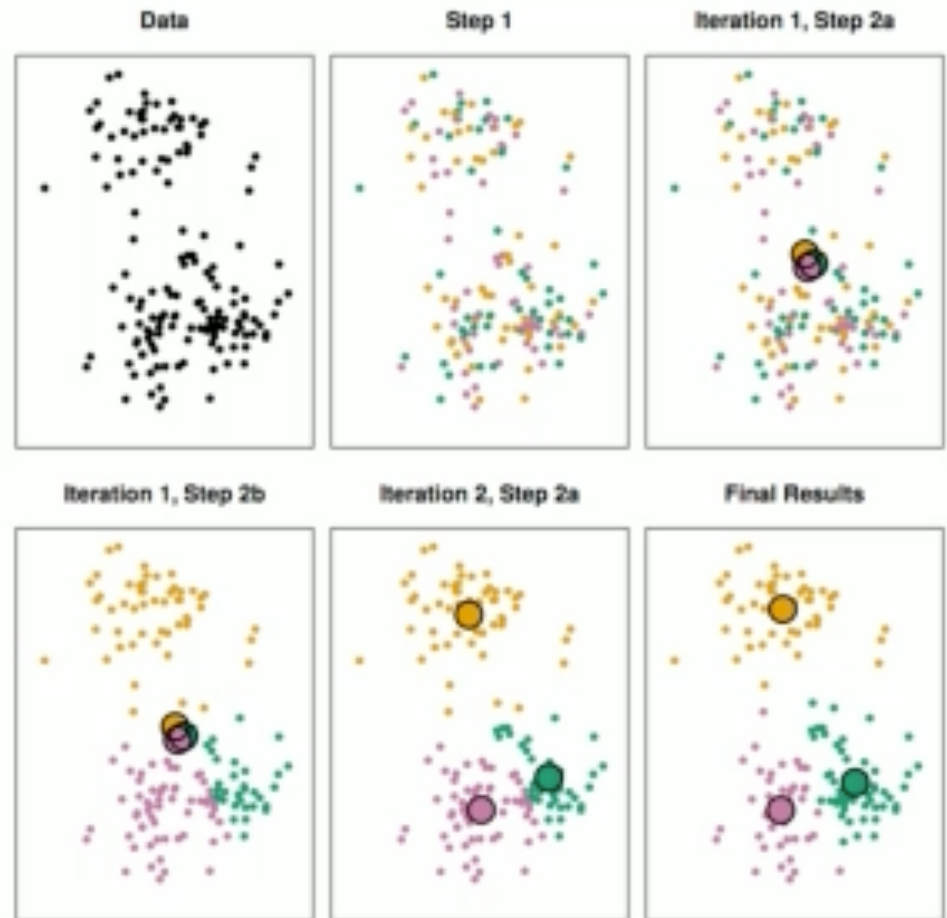 Data
Step 1
Iteration 1, Step 2a
Iteration 1, Step 2b
Iteration 2, Step 2a
Final Results